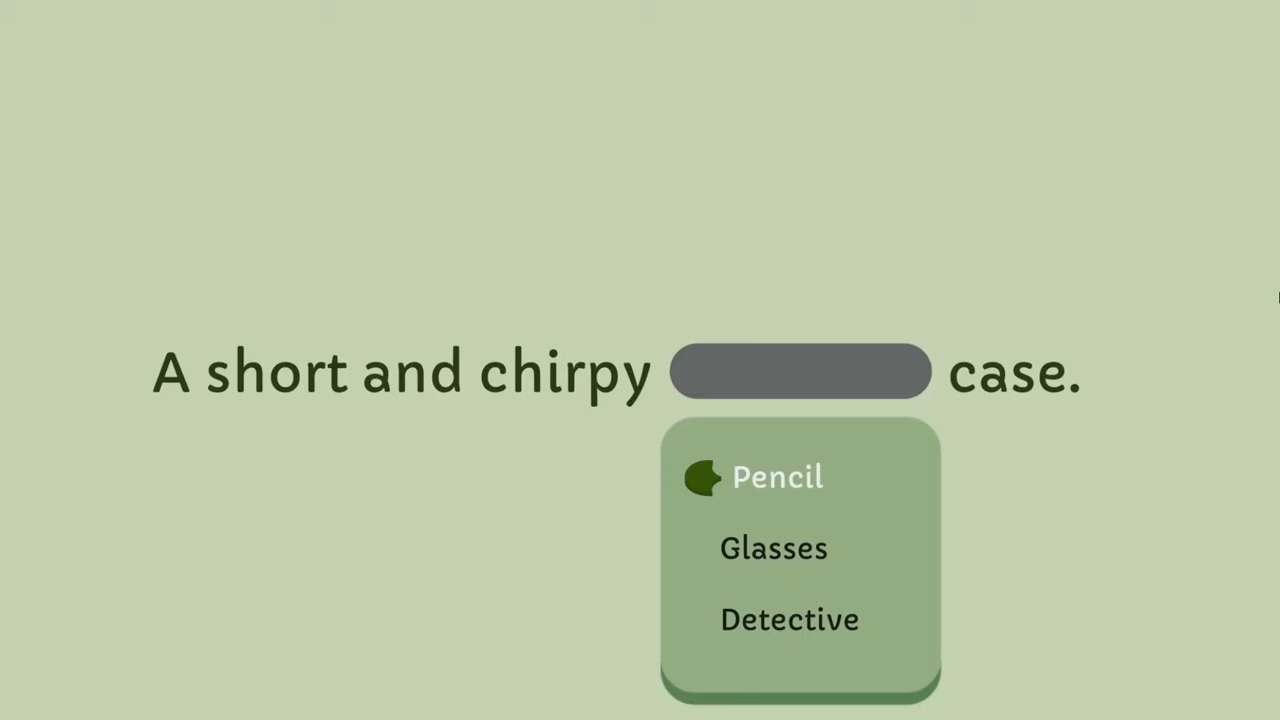 A short and chirpy case.
Pencil
Glasses
Detective